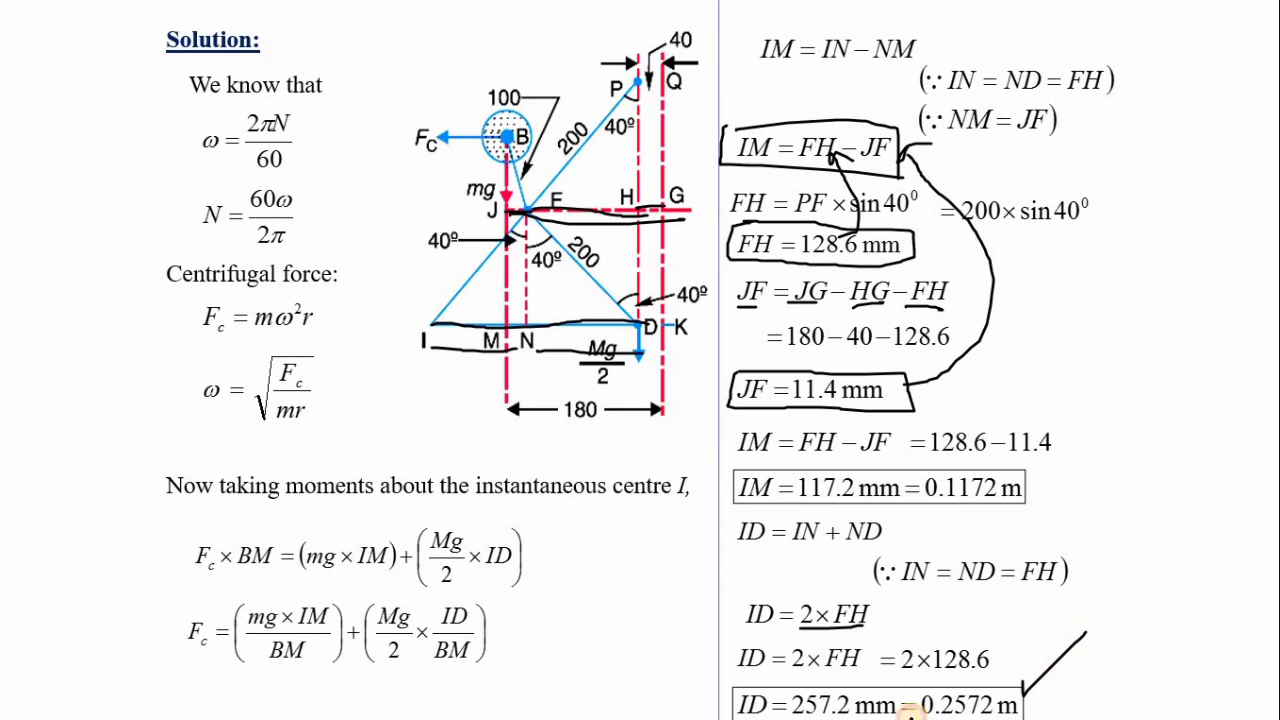 Solution:
We know that
ω = 2πN / 60
N = 60ω / 2π
Centrifugal force:
F_c = mω²r
ω = √(F_c / mr)
40
P
Q
100
200
40º
F_C
B
mg
F
H
G
J
40º
40º
200
40º
I
M
N
D
K
Mg / 2
180
Now taking moments about the instantaneous centre I,
F_c × BM = (mg × IM) + (Mg / 2 × ID)
F_c = (mg × IM / BM) + (Mg / 2 × ID / BM)
IM = IN − NM
(∵ IN = ND = FH)
(∵ NM = JF)
IM = FH − JF
FH = PF × sin 40⁰ = 200 × sin 40⁰
FH = 128.6 mm
JF = JG − HG − FH
= 180 − 40 − 128.6
JF = 11.4 mm
IM = FH − JF = 128.6 − 11.4
IM = 117.2 mm = 0.1172 m
ID = IN + ND
(∵ IN = ND = FH)
ID = 2 × FH
ID = 2 × FH = 2 × 128.6
ID = 257.2 mm = 0.2572 m